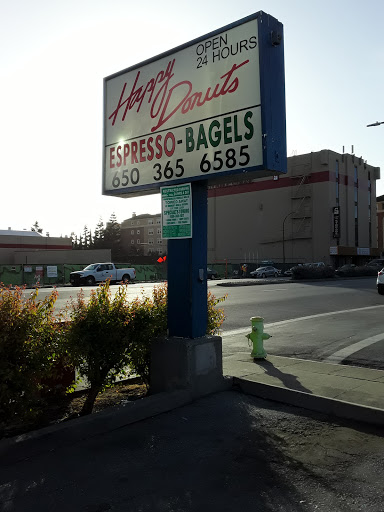 OPEN
24 HOURS
Happy
Donuts
ESPRESSO-BAGELS
650 365 6585